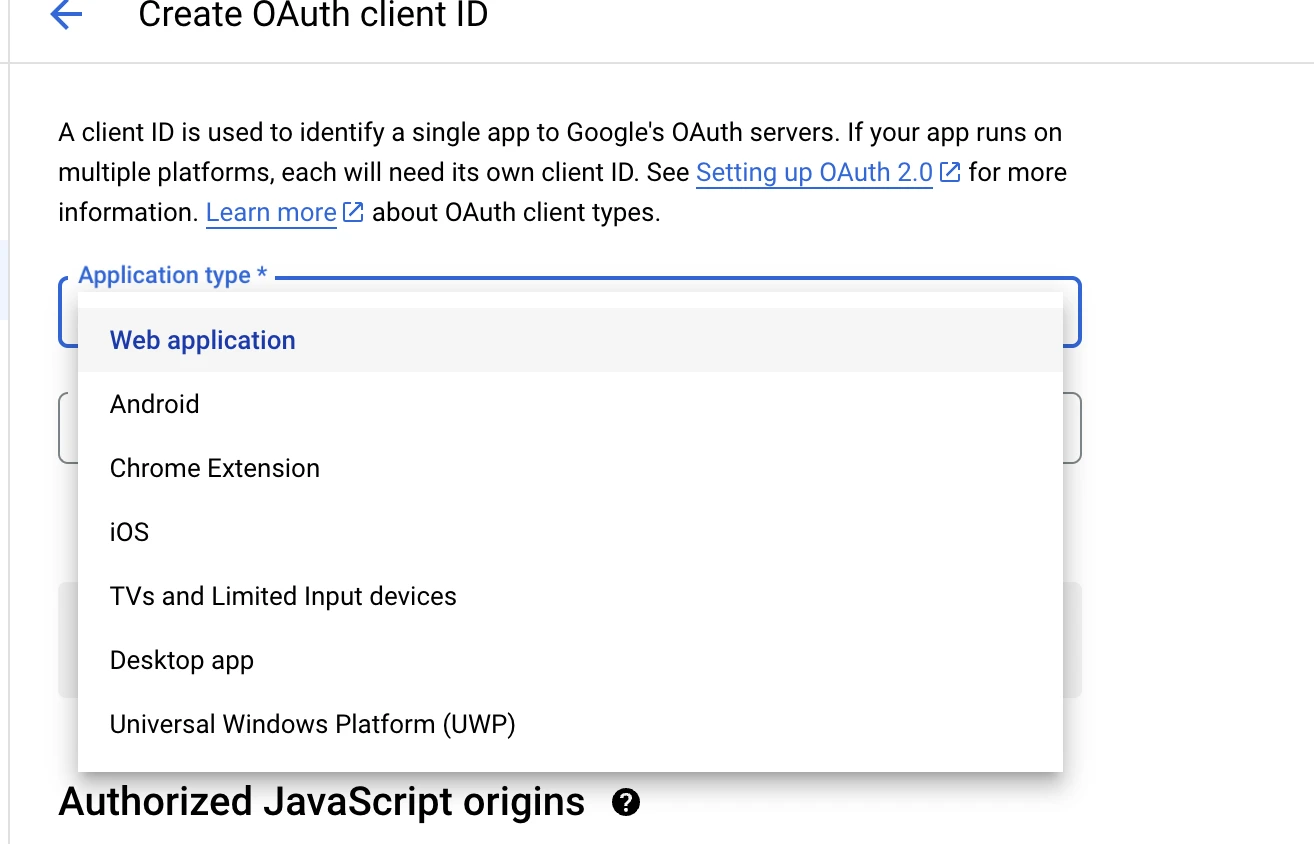 Create OAuth client ID
A client ID is used to identify a single app to Google's OAuth servers. If your app runs on
multiple platforms, each will need its own client ID. See Setting up OAuth 2.0 for more
information. Learn more about OAuth client types.
Application type *
Web application
Android
Chrome Extension
iOS
TVs and Limited Input devices
Desktop app
Universal Windows Platform (UWP)
Authorized JavaScript origins ?